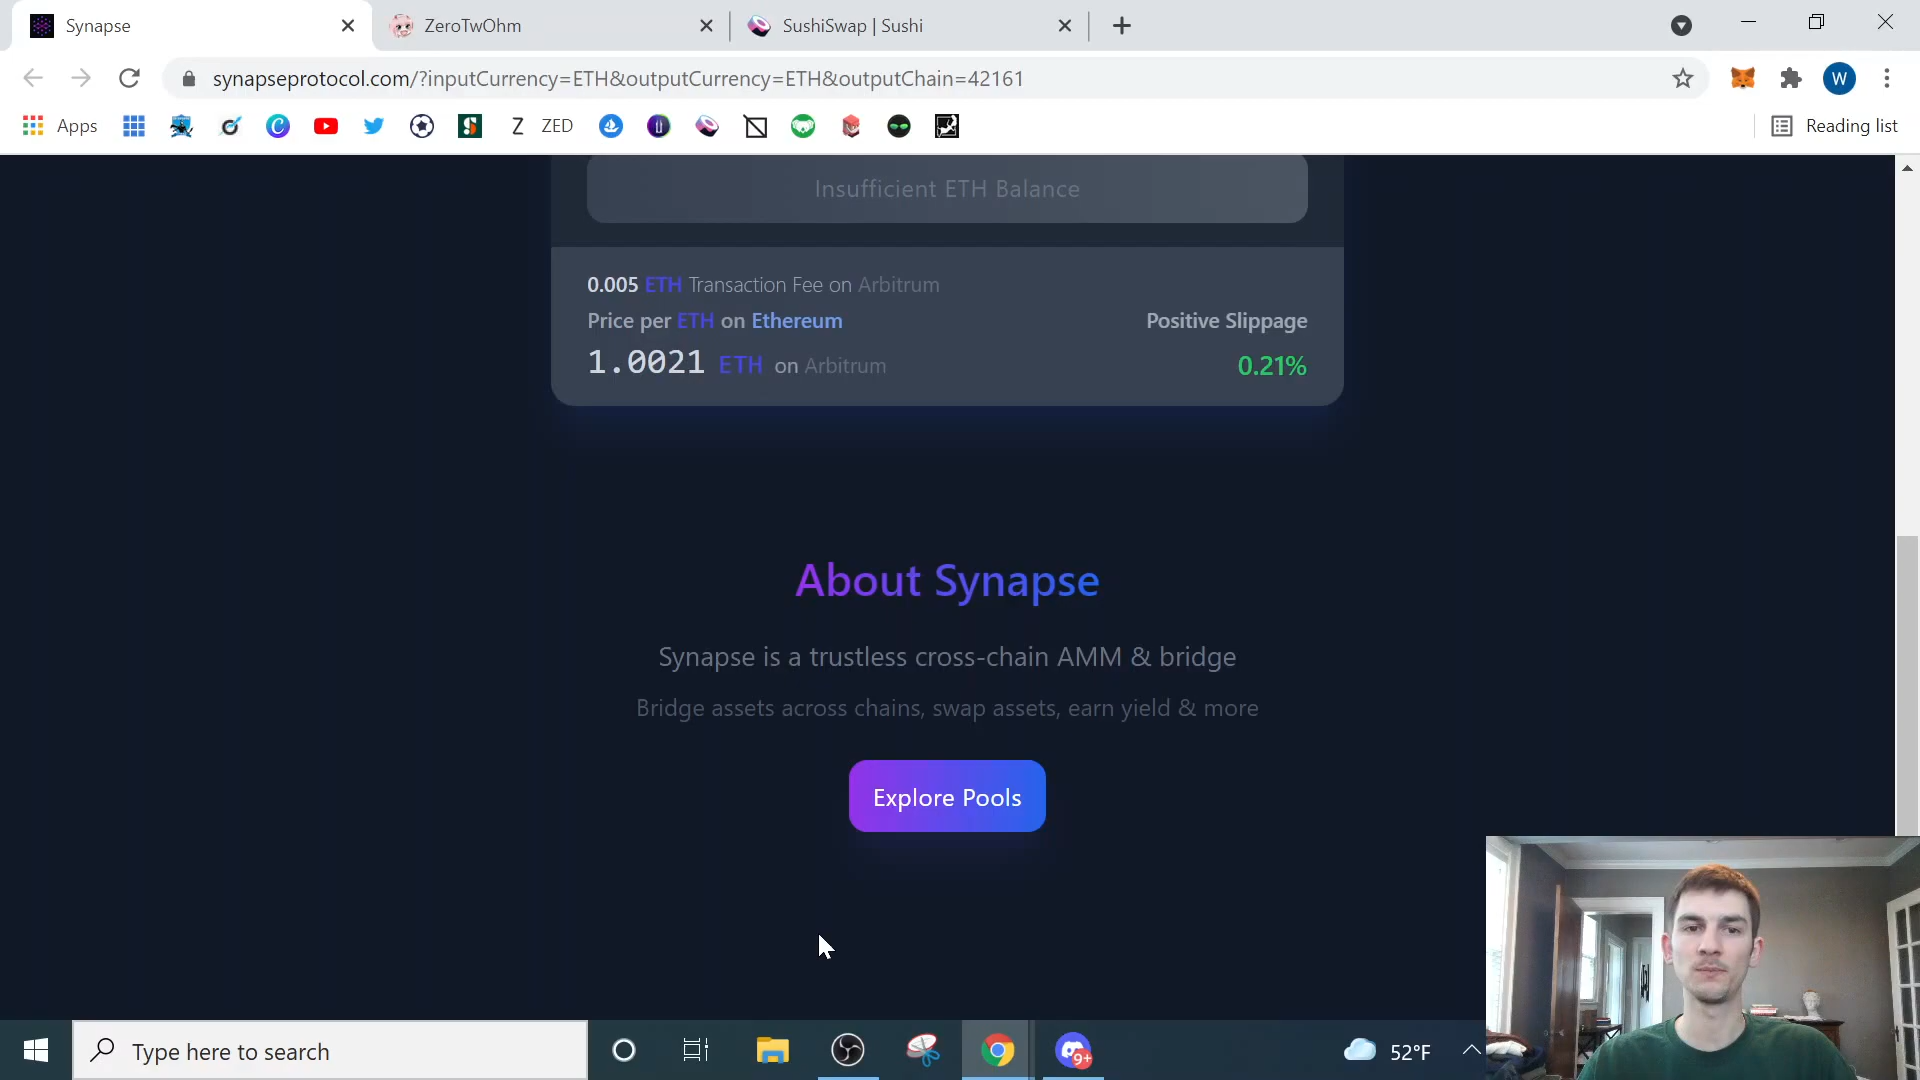 Synapse
ZeroTwOhm
SushiSwap | Sushi
synapseprotocol.com/?inputCurrency=ETH&outputCurrency=ETH&outputChain=42161
W
Apps
Z ZED
Reading list
Insufficient ETH Balance
0.005 ETH Transaction Fee on Arbitrum
Price per ETH on Ethereum
Positive Slippage
1.0021 ETH on Arbitrum
0.21%
About Synapse
Synapse is a trustless cross-chain AMM & bridge
Bridge assets across chains, swap assets, earn yield & more
Explore Pools
Type here to search
9+
52°F